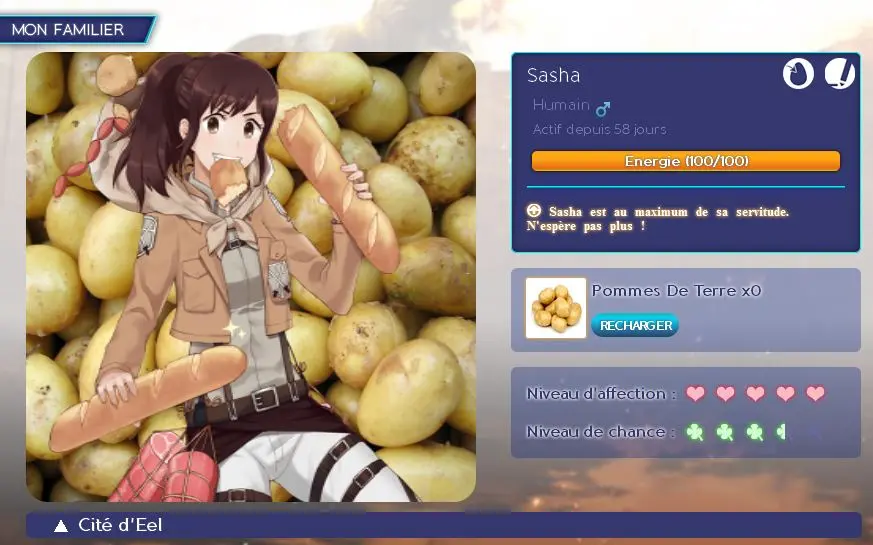 MON FAMILIER
Sasha
Humain
Actif depuis 58 jours
Energie (100/100)
Sasha est au maximum de sa servitude.
N'espère pas plus !
Pommes De Terre x0
RECHARGER
Niveau d'affection :
Niveau de chance :
Cité d'Eel